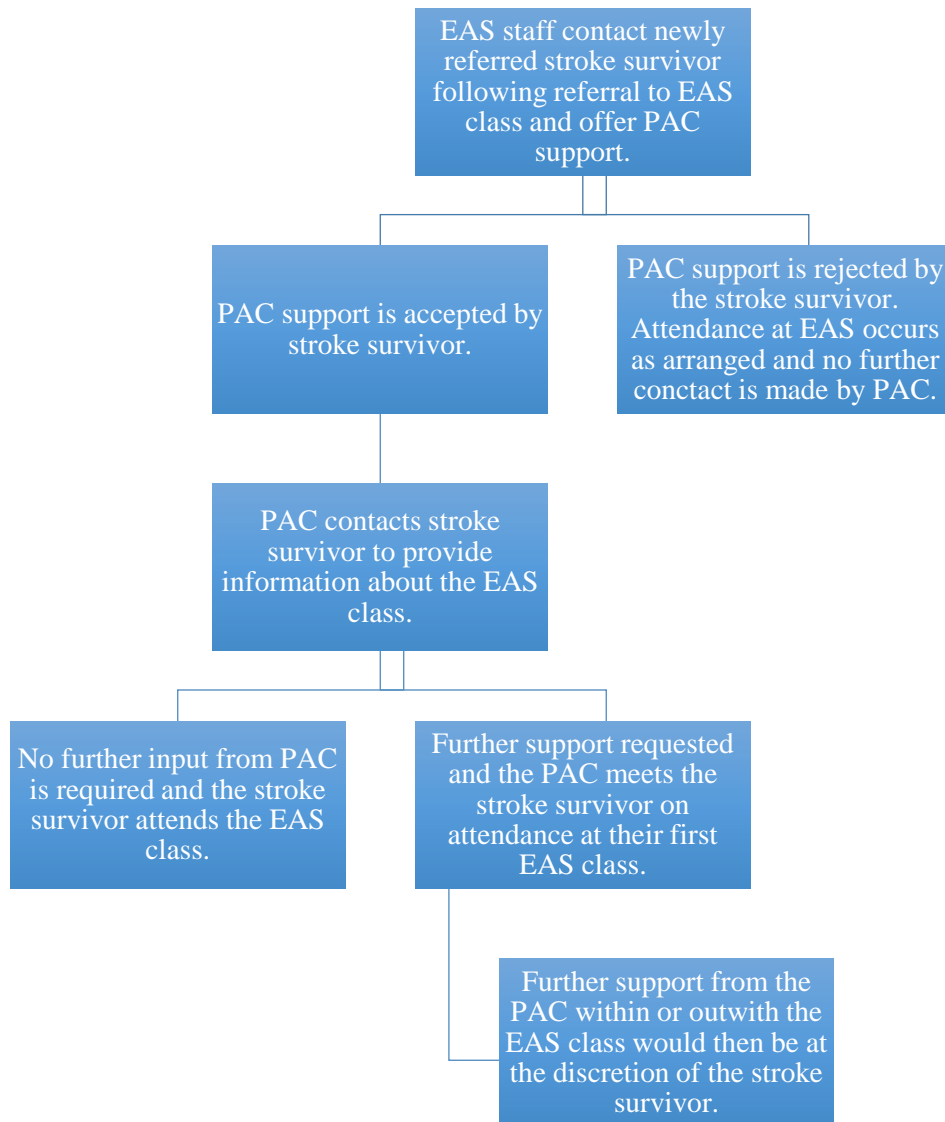 EAS staff contact newly
referred stroke survivor
following referral to EAS
class and offer PAC
support.
PAC support is accepted by
stroke survivor.
PAC support is rejected by
the stroke survivor.
Attendance at EAS occurs
as arranged and no further
conctact is made by PAC.
PAC contacts stroke
survivor to provide
information about the EAS
class.
No further input from PAC
is required and the stroke
survivor attends the EAS
class.
Further support requested
and the PAC meets the
stroke survivor on
attendance at their first
EAS class.
Further support from the
PAC within or outwith the
EAS class would then be at
the discretion of the stroke
survivor.